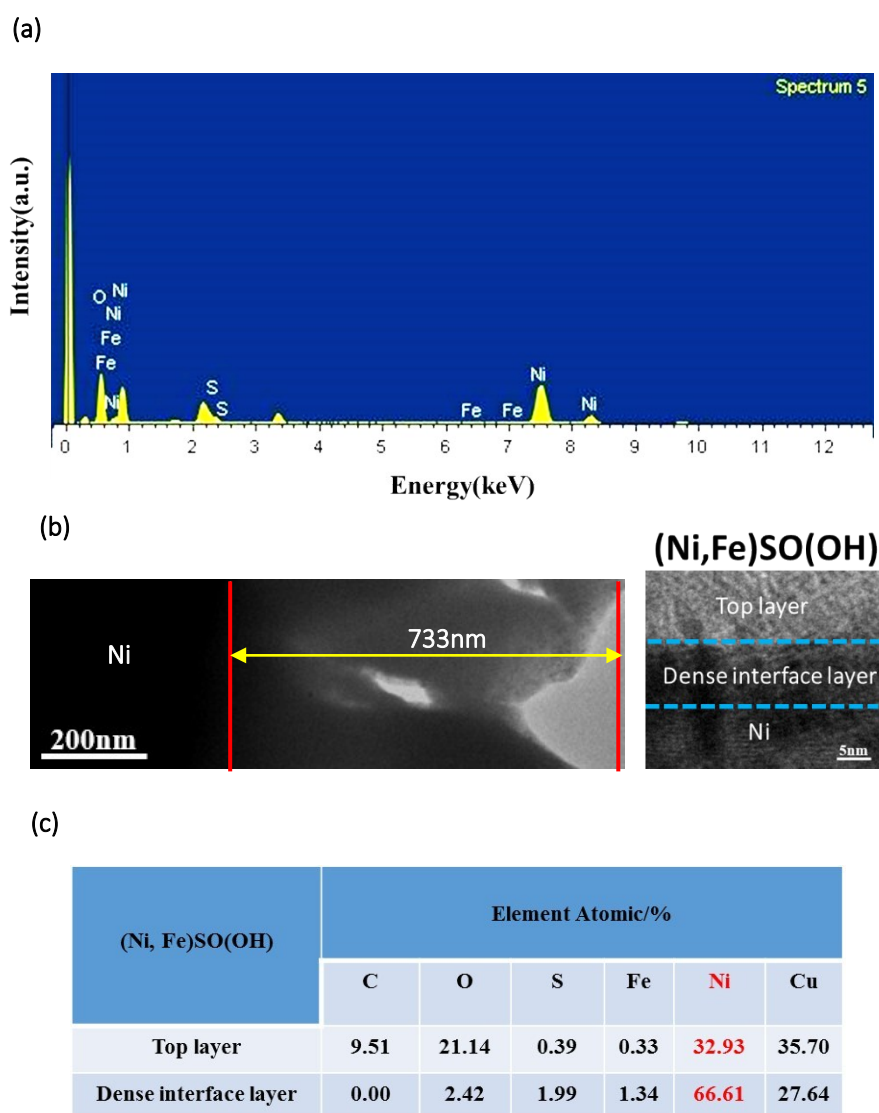 (a)
Spectrum 5
Intensity(a.u.)
O
Ni
Ni
Fe
Fe
Ni
S
S
Fe
Fe
Ni
Ni
0 1 2 3 4 5 6 7 8 9 10 11 12
Energy(keV)
(b)
(Ni,Fe)SO(OH)
Ni
733nm
200nm
Top layer
Dense interface layer
Ni
5nm
(c)
(Ni, Fe)SO(OH)
Element Atomic/%
C O S Fe Ni Cu
Top layer 9.51 21.14 0.39 0.33 32.93 35.70
Dense interface layer 0.00 2.42 1.99 1.34 66.61 27.64